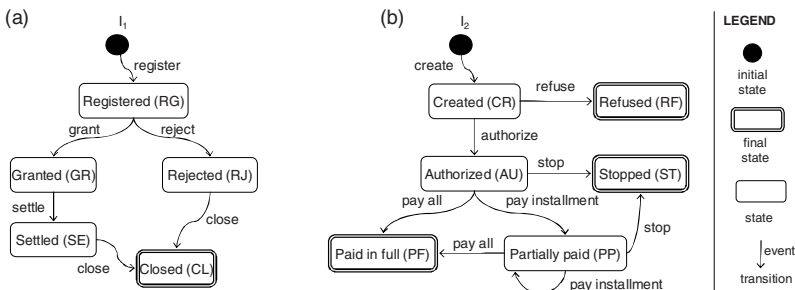 (a)
I1
register
Registered (RG)
grant
reject
Granted (GR)
Rejected (RJ)
settle
close
Settled (SE)
close
Closed (CL)
(b)
I2
create
Created (CR)
refuse
Refused (RF)
authorize
Authorized (AU)
stop
Stopped (ST)
pay all
pay installment
Paid in full (PF)
pay all
Partially paid (PP)
stop
pay installment
LEGEND
initial
state
final
state
state
event
transition